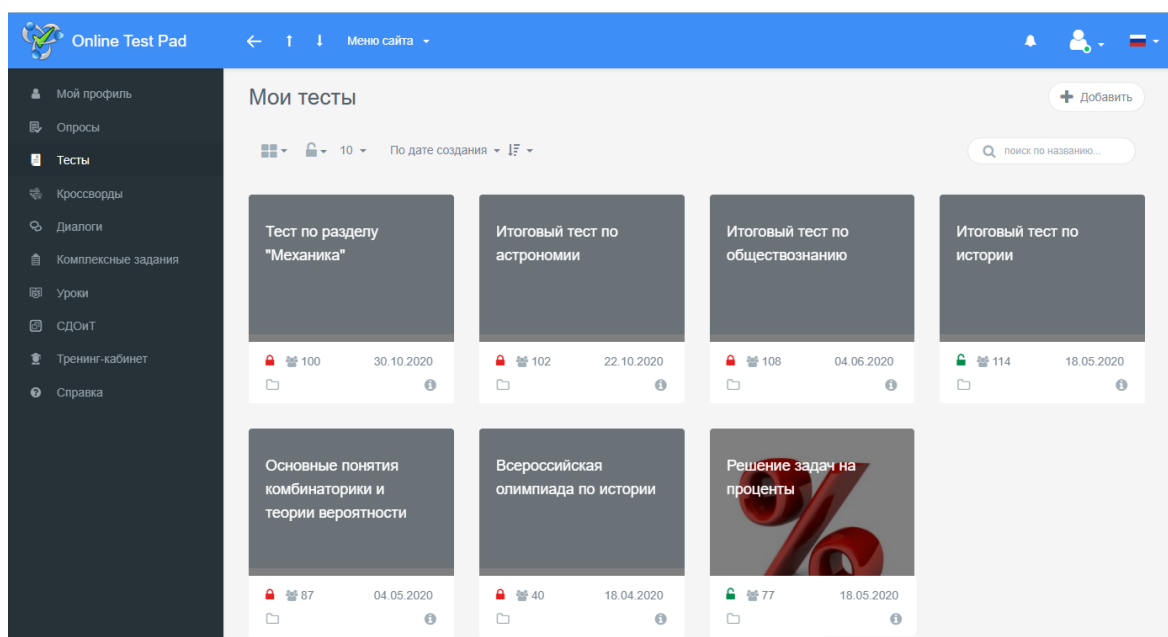 Online Test Pad
Меню сайта
Мой профиль
Опросы
Тесты
Кроссворды
Диалоги
Комплексные задания
Уроки
СДОиТ
Тренинг-кабинет
Справка
Мои тесты
Добавить
10 По дате создания
поиск по названию...
Тест по разделу
"Механика"
100 30.10.2020
Итоговый тест по
астрономии
102 22.10.2020
Итоговый тест по
обществознанию
108 04.06.2020
Итоговый тест по
истории
114 18.05.2020
Основные понятия
комбинаторики и
теории вероятности
87 04.05.2020
Всероссийская
олимпиада по истории
40 18.04.2020
Решение задач на
проценты
77 18.05.2020